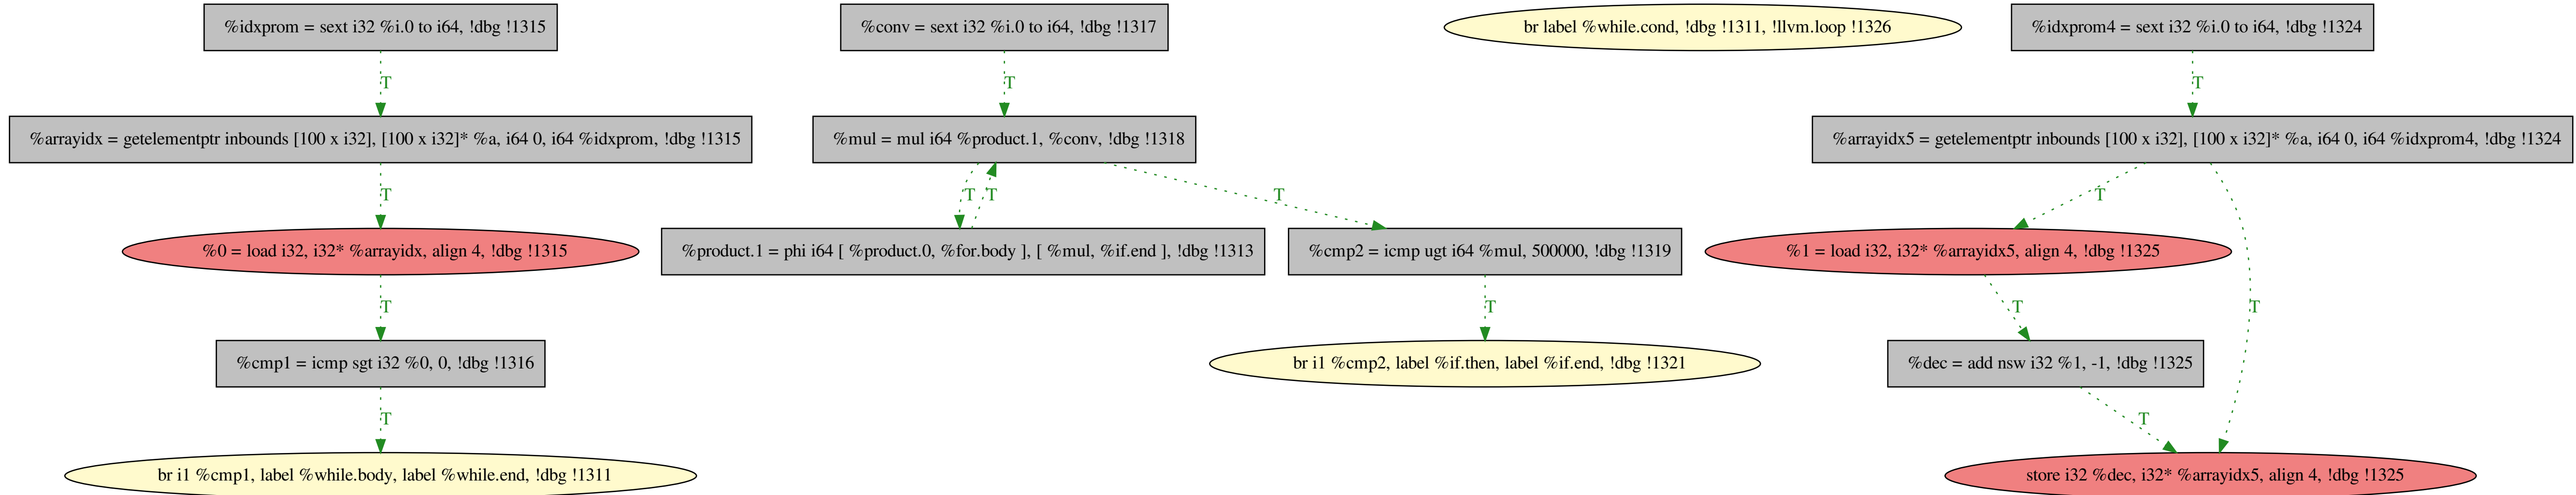 %idxprom = sext i32 %i.0 to i64, !dbg !1315
%conv = sext i32 %i.0 to i64, !dbg !1317
br label %while.cond, !dbg !1311, !llvm.loop !1326
%idxprom4 = sext i32 %i.0 to i64, !dbg !1324
T
T
T
%arrayidx = getelementptr inbounds [100 x i32], [100 x i32]* %a, i64 0, i64 %idxprom, !dbg !1315
%mul = mul i64 %product.1, %conv, !dbg !1318
%arrayidx5 = getelementptr inbounds [100 x i32], [100 x i32]* %a, i64 0, i64 %idxprom4, !dbg !1324
T
T
T
T
T
%0 = load i32, i32* %arrayidx, align 4, !dbg !1315
%product.1 = phi i64 [ %product.0, %for.body ], [ %mul, %if.end ], !dbg !1313
%cmp2 = icmp ugt i64 %mul, 500000, !dbg !1319
%1 = load i32, i32* %arrayidx5, align 4, !dbg !1325
T
T
T
T
%cmp1 = icmp sgt i32 %0, 0, !dbg !1316
br i1 %cmp2, label %if.then, label %if.end, !dbg !1321
%dec = add nsw i32 %1, -1, !dbg !1325
T
T
br i1 %cmp1, label %while.body, label %while.end, !dbg !1311
store i32 %dec, i32* %arrayidx5, align 4, !dbg !1325